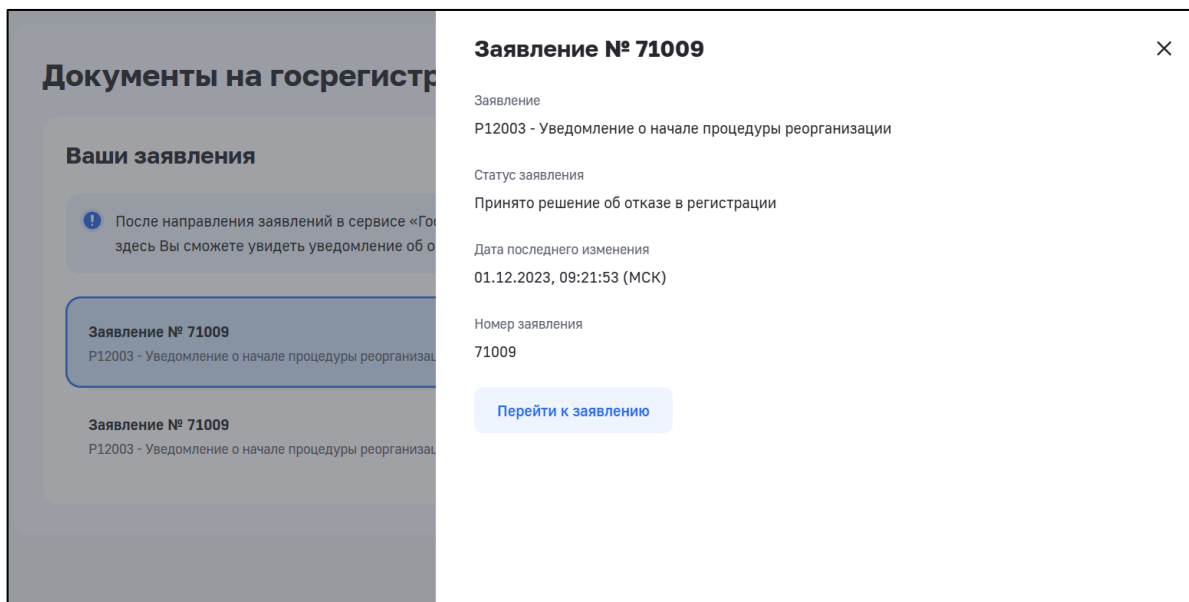 Документы на госрегистр
Ваши заявления
После направления заявлений в сервисе «Го
здесь Вы сможете увидеть уведомление об о
Заявление № 71009
Р12003 - Уведомление о начале процедуры реорганизац
Заявление № 71009
Р12003 - Уведомление о начале процедуры реорганизац
Заявление № 71009
Заявление
Р12003 - Уведомление о начале процедуры реорганизации
Статус заявления
Принято решение об отказе в регистрации
Дата последнего изменения
01.12.2023, 09:21:53 (МСК)
Номер заявления
71009
Перейти к заявлению